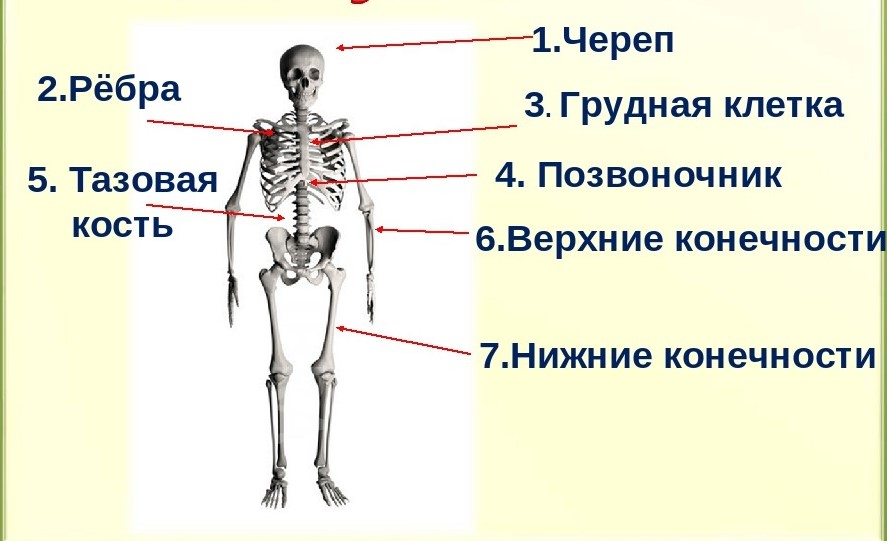 1.Череп
2.Рёбра
3. Грудная клетка
4. Позвоночник
5. Тазовая
кость
6.Верхние конечности
7.Нижние конечности